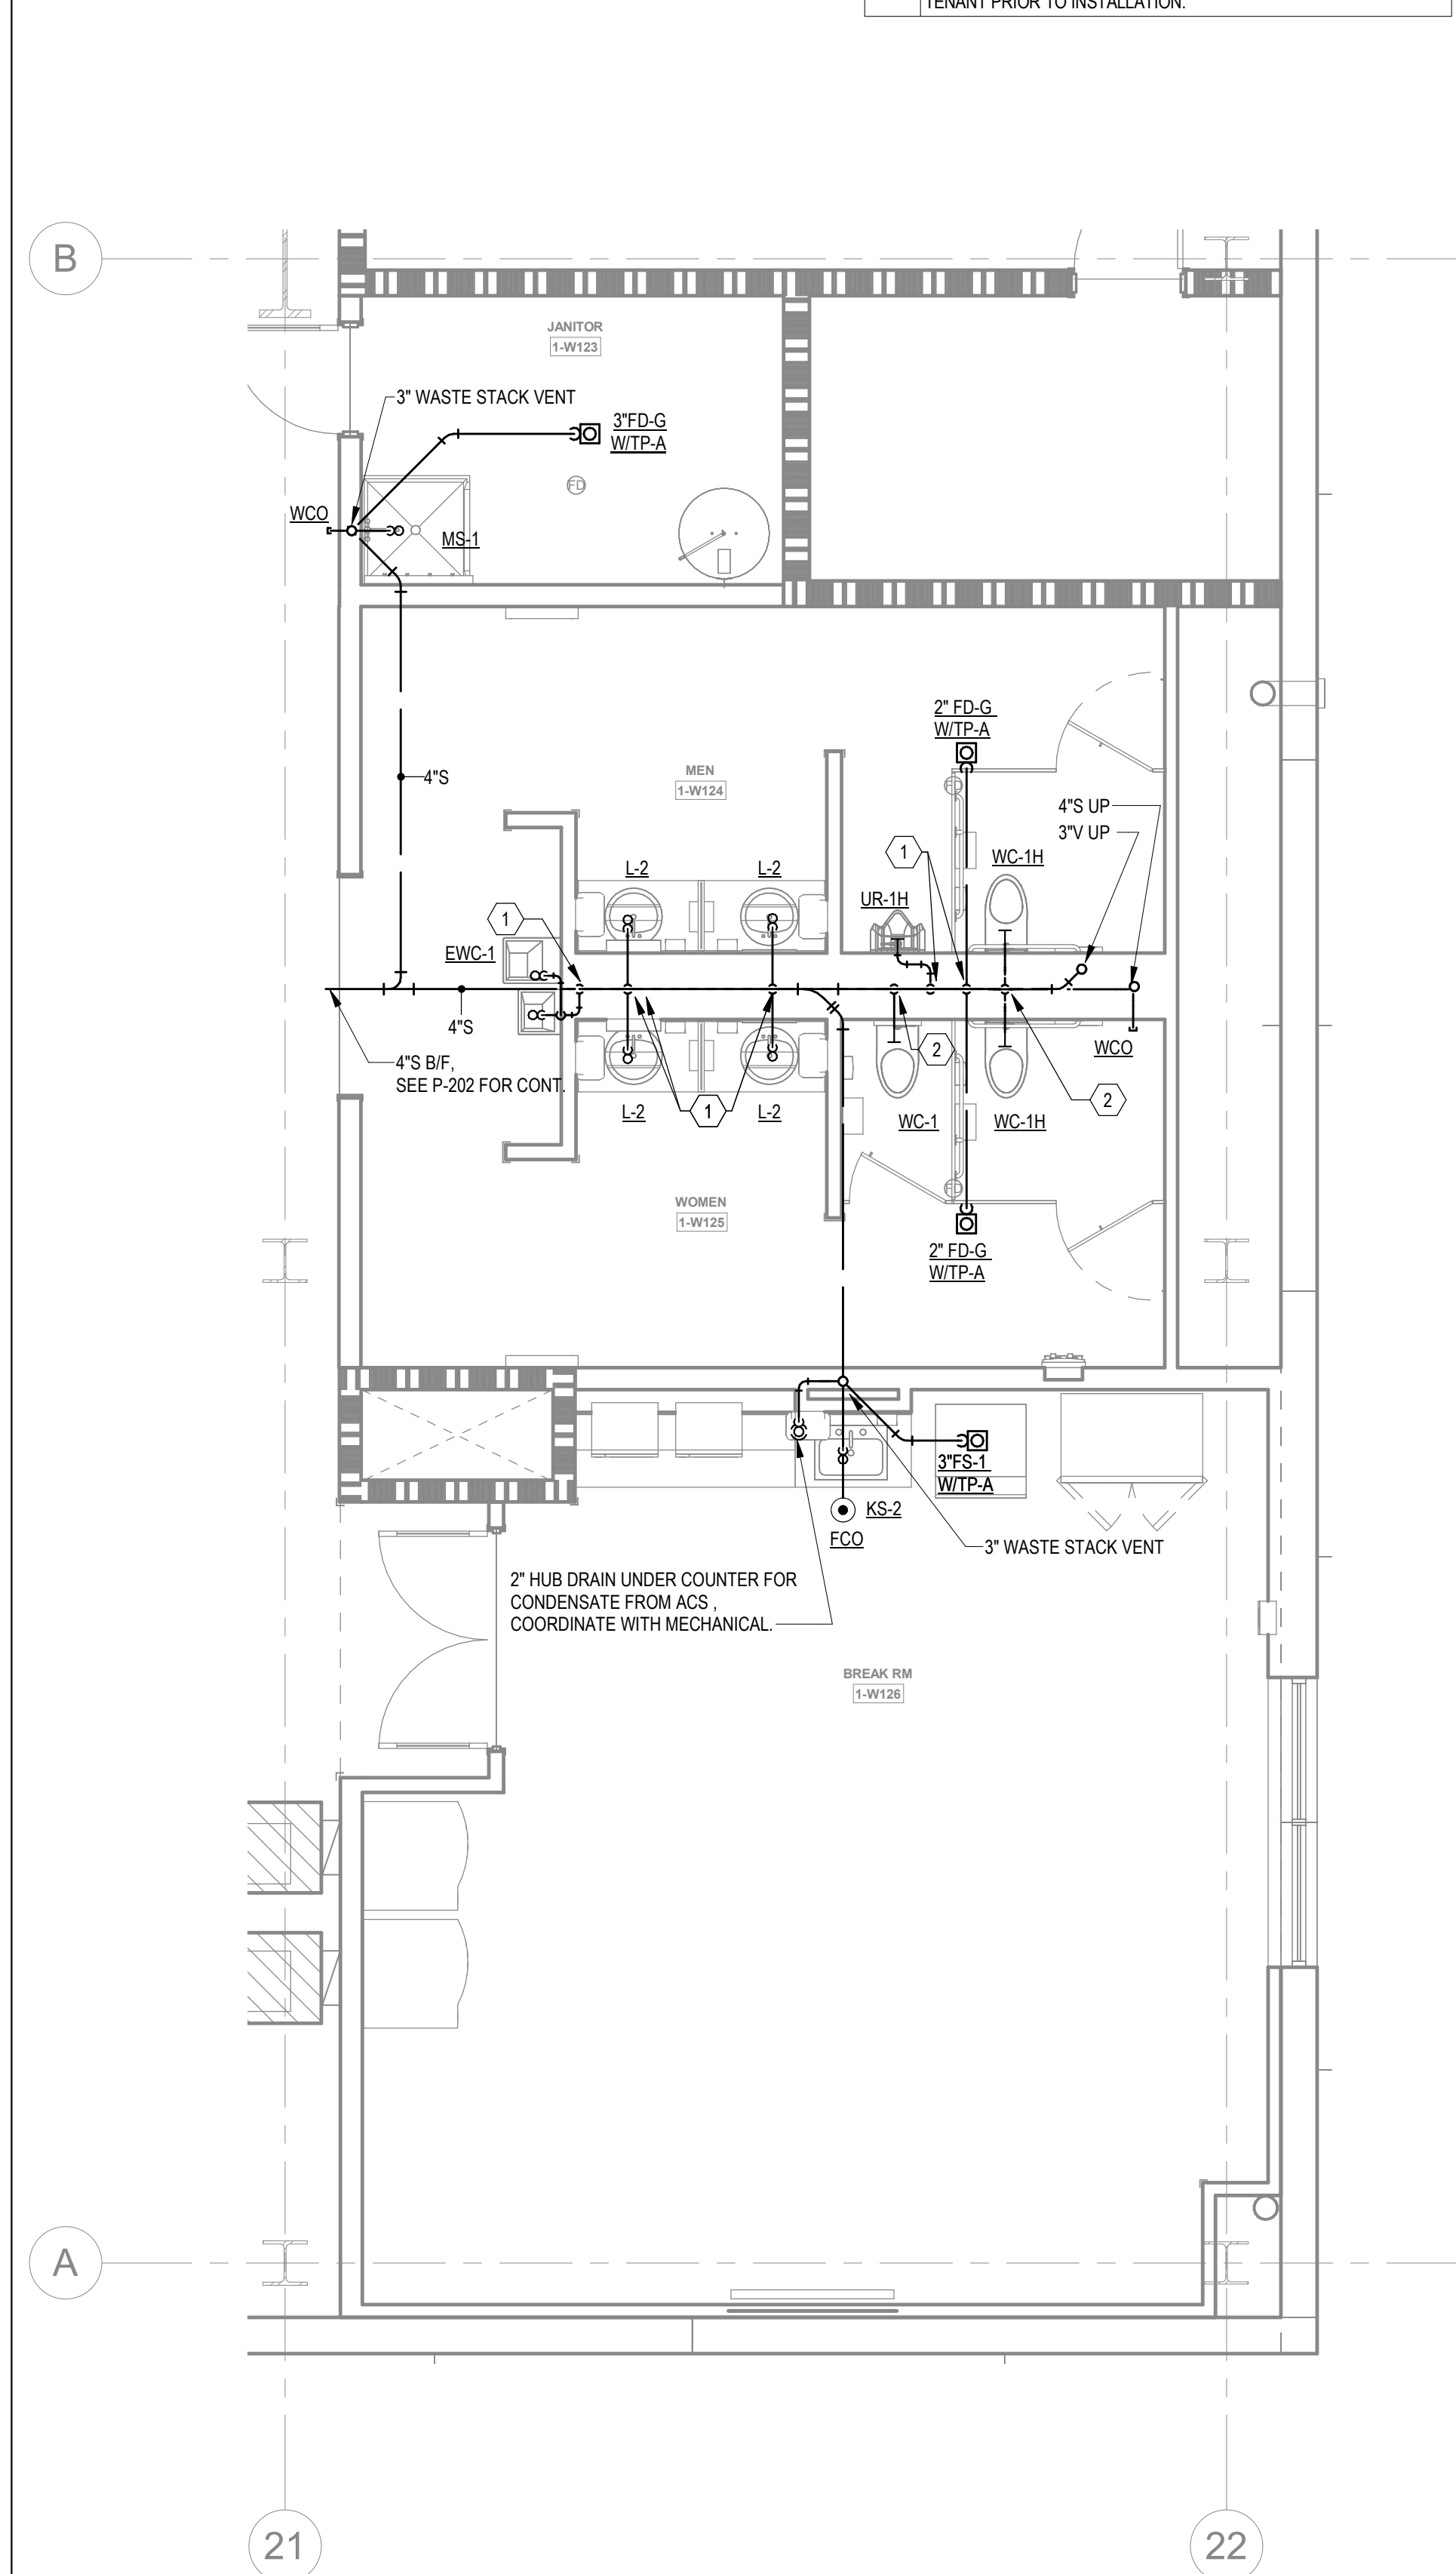 TENANT PRIOR TO INSTALLATION.
B
JANITOR
1-W123
3" WASTE STACK VENT
3"FD-G
W/TP-A
FD
WCO
MS-1
2" FD-G
W/TP-A
MEN
1-W124
4"S
FD
4"S UP
3"V UP
1
WC-1H
L-2
L-2
UR-1H
1
EWC-1
4"S
2
WCO
4"S B/F,
SEE P-202 FOR CONT.
L-2
1
L-2
WC-1
WC-1H
2
FD
WOMEN
1-W125
2" FD-G
W/TP-A
3"FS-1
W/TP-A
KS-2
FCO
3" WASTE STACK VENT
2" HUB DRAIN UNDER COUNTER FOR
CONDENSATE FROM ACS ,
COORDINATE WITH MECHANICAL.
BREAK RM
1-W126
A
21
22